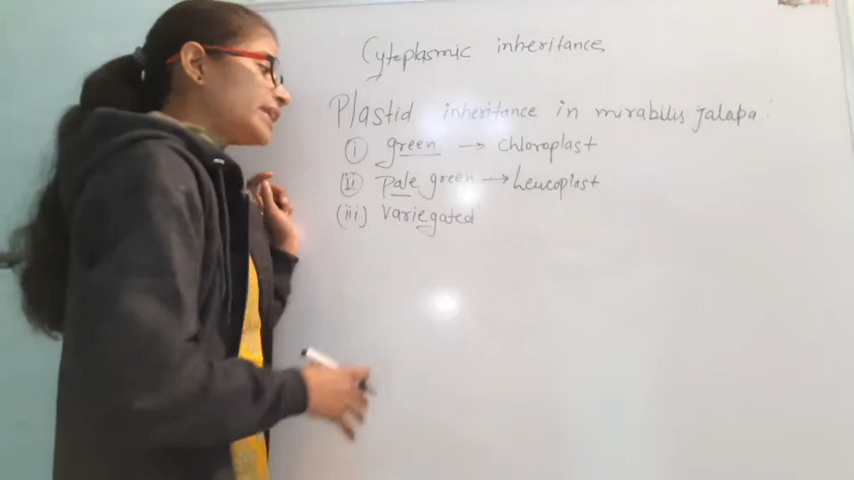 Cytoplasmic inheritance
Plastid inheritance in mirabilis jalapa :
(i) green → chloroplast
(ii) Pale green → Leucoplast
(iii) variegated